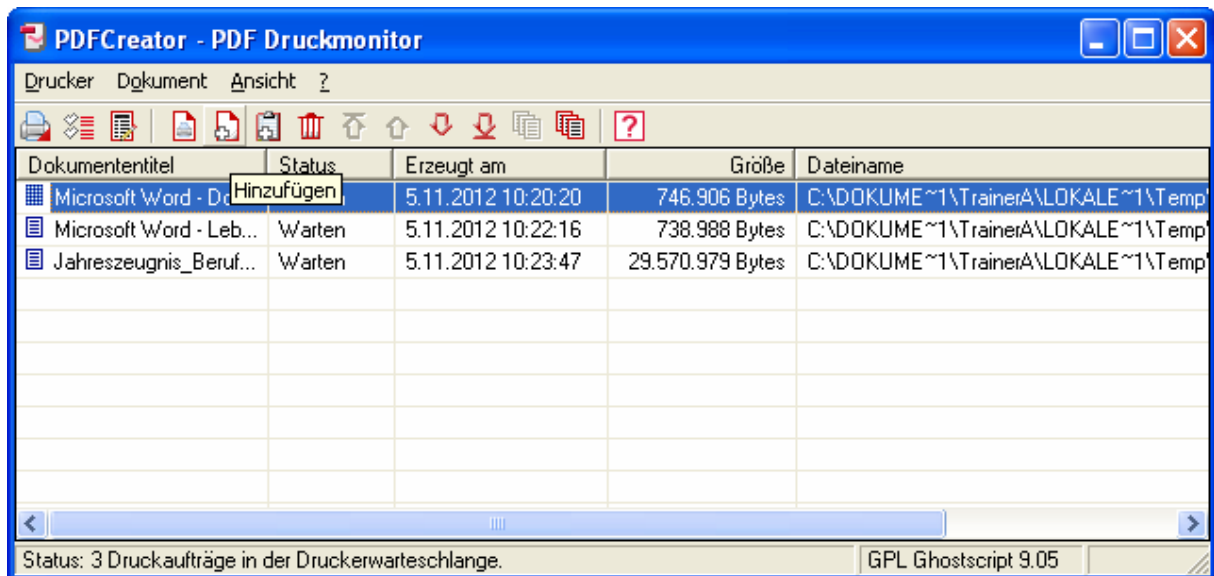 PDFCreator - PDF Druckmonitor
Drucker Dokument Ansicht ?
Dokumententitel Status Erzeugt am Größe Dateiname
Hinzufügen
Microsoft Word - Do 5.11.2012 10:20:20 746.906 Bytes C:\DOKUME~1\TrainerA\LOKALE~1\Temp\
Microsoft Word - Leb... Warten 5.11.2012 10:22:16 738.988 Bytes C:\DOKUME~1\TrainerA\LOKALE~1\Temp\
Jahreszeugnis_Beruf... Warten 5.11.2012 10:23:47 29.570.979 Bytes C:\DOKUME~1\TrainerA\LOKALE~1\Temp\
Status: 3 Druckaufträge in der Druckerwarteschlange. GPL Ghostscript 9.05